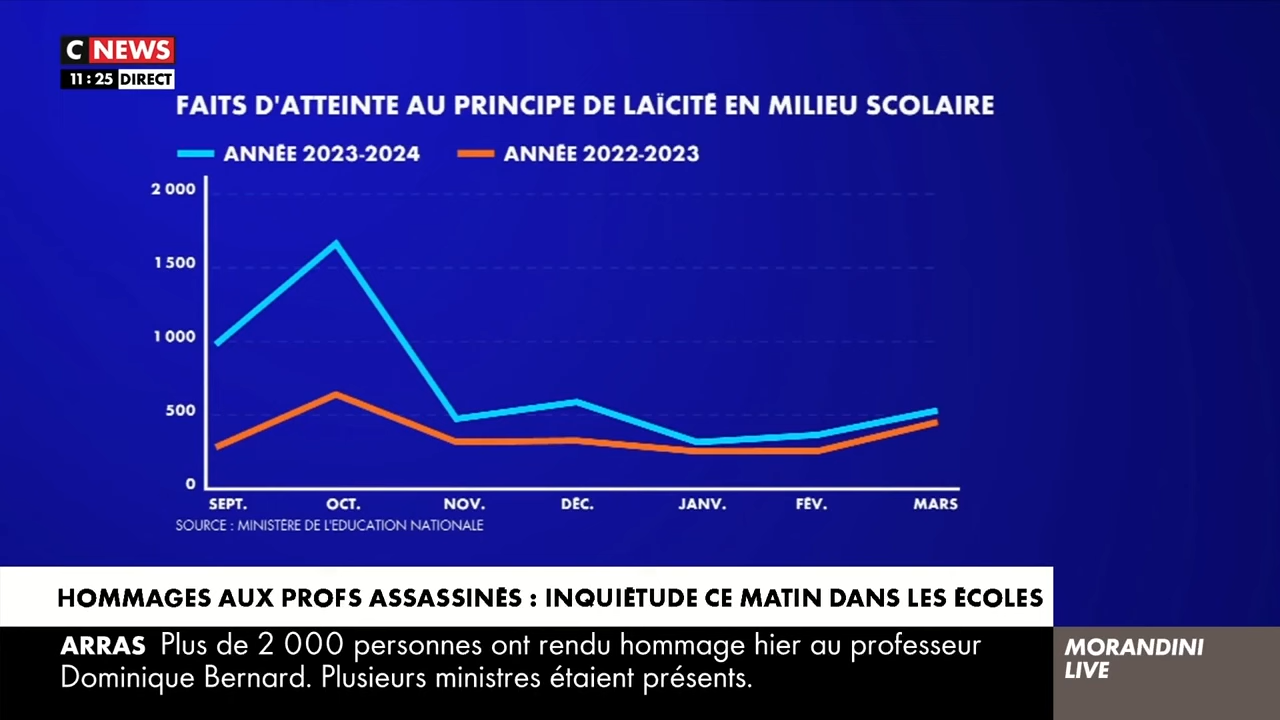 C NEWS
11:25 DIRECT
FAITS D'ATTEINTE AU PRINCIPE DE LAÏCITÉ EN MILIEU SCOLAIRE
ANNÉE 2023-2024 ANNÉE 2022-2023
2 000
1 500
1 000
500
0
SEPT. OCT. NOV. DÉC. JANV. FÉV. MARS
SOURCE : MINISTÈRE DE L'EDUCATION NATIONALE
HOMMAGES AUX PROFS ASSASSINÉS : INQUIÉTUDE CE MATIN DANS LES ÉCOLES
ARRAS Plus de 2 000 personnes ont rendu hommage hier au professeur
Dominique Bernard. Plusieurs ministres étaient présents.
MORANDINI
LIVE